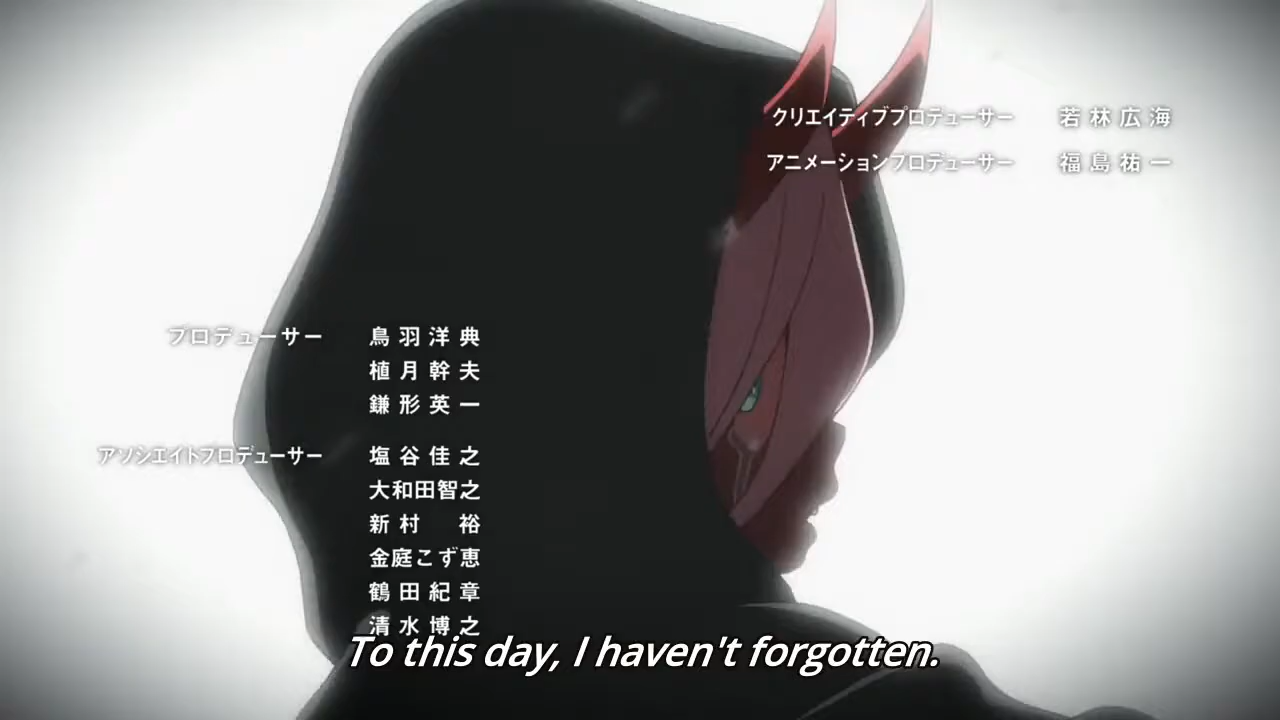 クリエイティブプロデューサー 若林広海
アニメーションプロデューサー 福島祐一
プロデューサー 鳥羽洋典
植月幹夫
鎌形英一
アソシエイトプロデューサー 塩谷佳之
大和田智之
新村 裕
金庭こず恵
鶴田紀章
清水博之
To this day, I haven't forgotten.